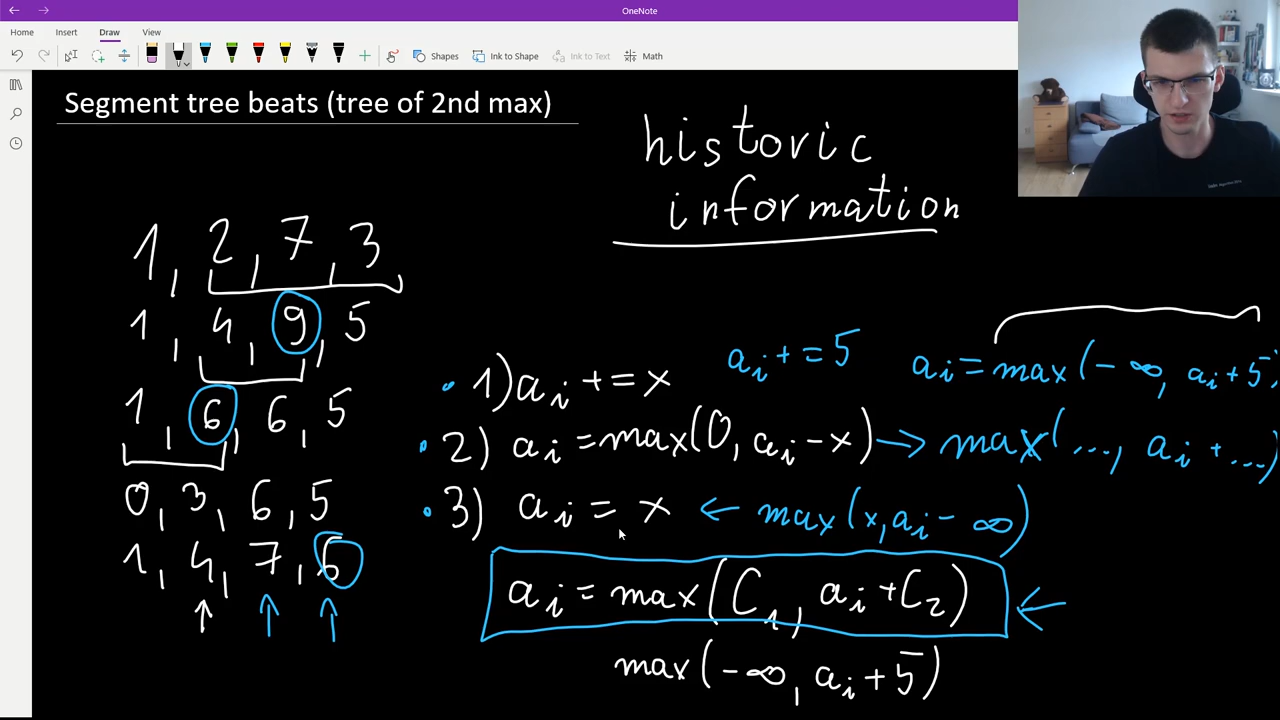 OneNote
Home Insert Draw View
Shapes Ink to Shape Ink to Text Math
Segment tree beats (tree of 2nd max)
historic
information
1, 2, 7, 3
1, 4, 9, 5
1, 6, 6, 5
0, 3, 6, 5
1, 4, 7, 6
a_i += 5 a_i = max(-∞, a_i + 5)
1) a_i += x
2) a_i = max(0, a_i - x) → max(..., a_i + ...)
3) a_i = x ← max(x, a_i - ∞)
a_i = max(C_1, a_i + C_2) ←
max(-∞, a_i + 5)